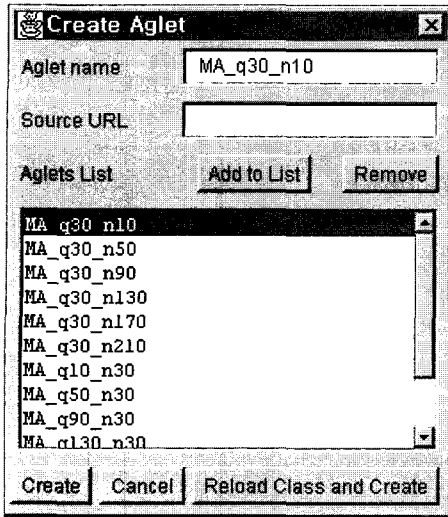 Create Aglet
Aglet name MA_q30_n10
Source URL
Aglets List Add to List Remove
MA_q30_n10
MA_q30_n50
MA_q30_n90
MA_q30_n130
MA_q30_n170
MA_q30_n210
MA_q10_n30
MA_q50_n30
MA_q90_n30
MA_q130_n30
Create Cancel Reload Class and Create